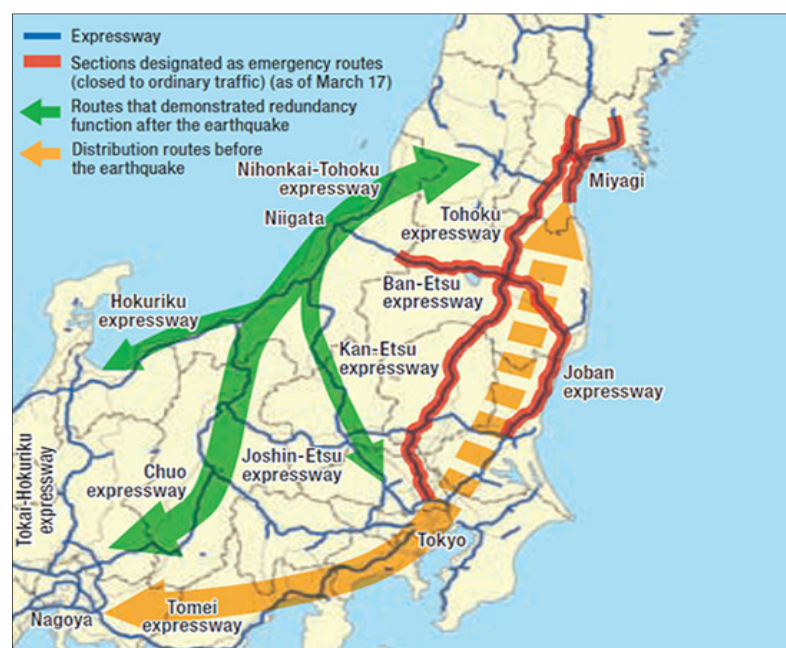 Expressway
Sections designated as emergency routes
(closed to ordinary traffic) (as of March 17)
Routes that demonstrated redundancy
function after the earthquake
Distribution routes before
the earthquake
Nihonkai-Tohoku
expressway
Miyagi
Niigata
Tohoku
expressway
Ban-Etsu
expressway
Hokuriku
expressway
Kan-Etsu
expressway
Joban
expressway
Joshin-Etsu
expressway
Chuo
expressway
Tokai-Hokuriku
expressway
Tokyo
Tomei
expressway
Nagoya